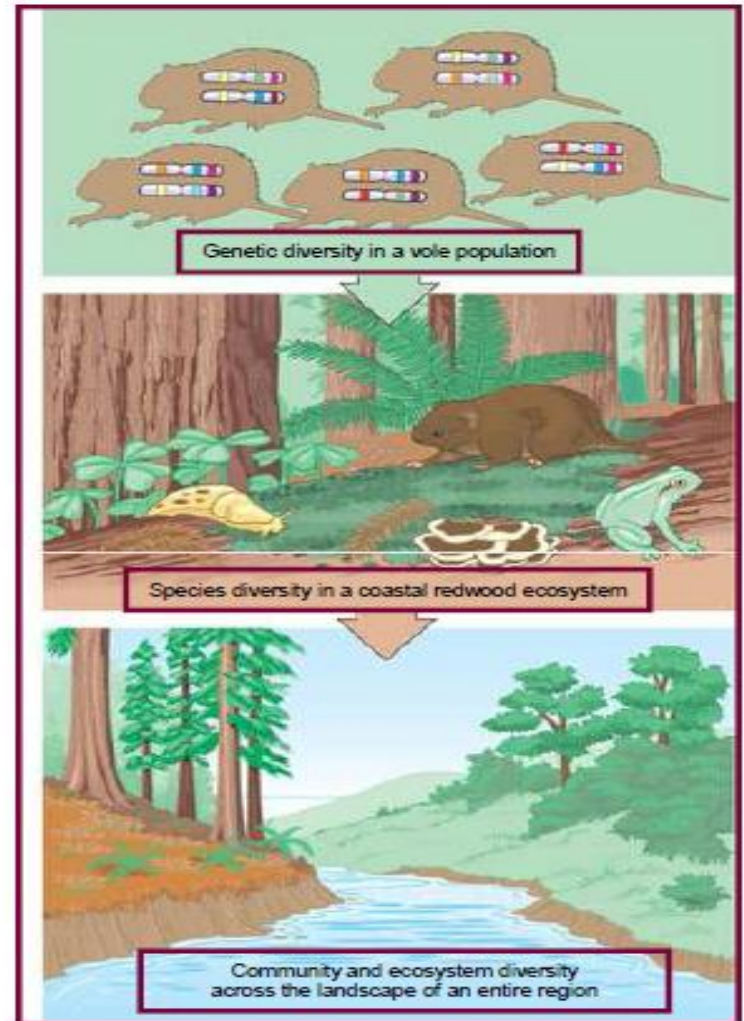 Genetic diversity in a vole population
Species diversity in a coastal redwood ecosystem
Community and ecosystem diversity
across the landscape of an entire region